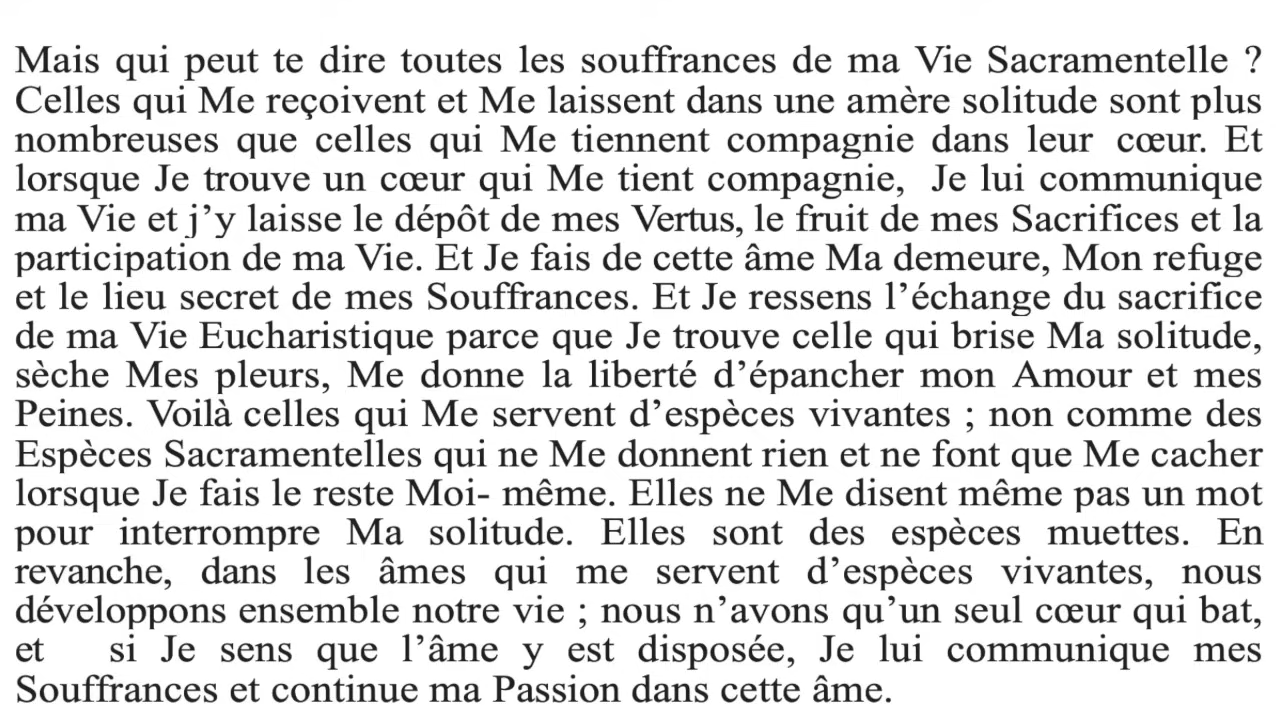 Mais qui peut te dire toutes les souffrances de ma Vie Sacramentelle ?
Celles qui Me reçoivent et Me laissent dans une amère solitude sont plus
nombreuses que celles qui Me tiennent compagnie dans leur cœur. Et
lorsque Je trouve un cœur qui Me tient compagnie,  Je lui communique
ma Vie et j’y laisse le dépôt de mes Vertus, le fruit de mes Sacrifices et la
participation de ma Vie. Et Je fais de cette âme Ma demeure, Mon refuge
et le lieu secret de mes Souffrances. Et Je ressens l’échange du sacrifice
de ma Vie Eucharistique parce que Je trouve celle qui brise Ma solitude,
sèche Mes pleurs, Me donne la liberté d’épancher mon Amour et mes
Peines. Voilà celles qui Me servent d’espèces vivantes ; non comme des
Espèces Sacramentelles qui ne Me donnent rien et ne font que Me cacher
lorsque Je fais le reste Moi- même. Elles ne Me disent même pas un mot
pour interrompre Ma solitude. Elles sont des espèces muettes. En
revanche, dans les âmes qui me servent d’espèces vivantes, nous
développons ensemble notre vie ; nous n’avons qu’un seul cœur qui bat,
et si Je sens que l’âme y est disposée, Je lui communique mes
Souffrances et continue ma Passion dans cette âme.